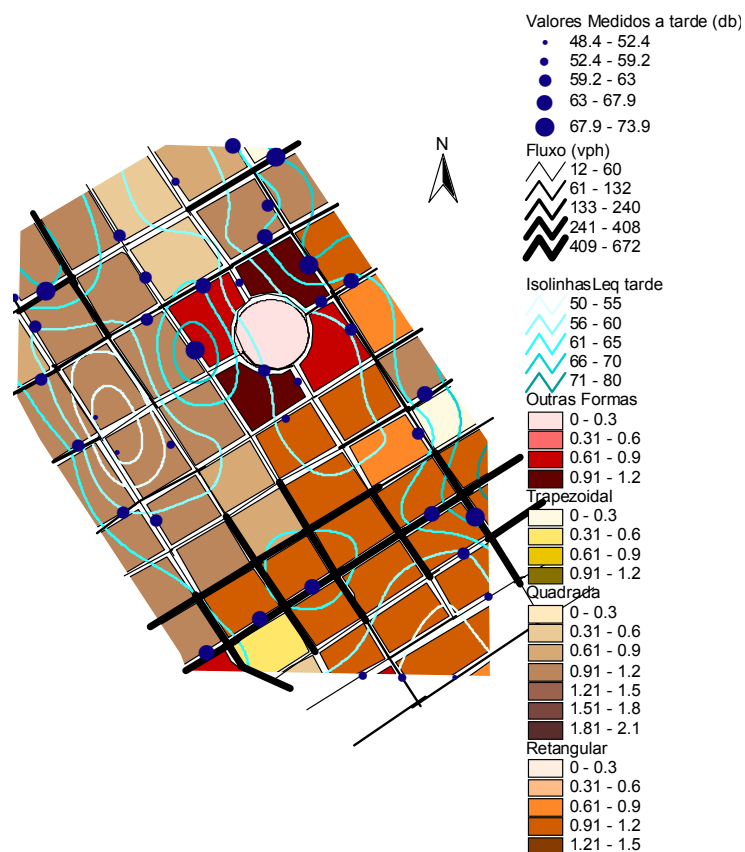 Valores Medidos a tarde (db)
48.4 - 52.4
52.4 - 59.2
59.2 - 63
63 - 67.9
67.9 - 73.9
N
Fluxo (vph)
12 - 60
61 - 132
133 - 240
241 - 408
409 - 672
IsolinhasLeq tarde
50 - 55
56 - 60
61 - 65
66 - 70
71 - 80
Outras Formas
0 - 0.3
0.31 - 0.6
0.61 - 0.9
0.91 - 1.2
Trapezoidal
0 - 0.3
0.31 - 0.6
0.61 - 0.9
0.91 - 1.2
Quadrada
0 - 0.3
0.31 - 0.6
0.61 - 0.9
0.91 - 1.2
1.21 - 1.5
1.51 - 1.8
1.81 - 2.1
Retangular
0 - 0.3
0.31 - 0.6
0.61 - 0.9
0.91 - 1.2
1.21 - 1.5